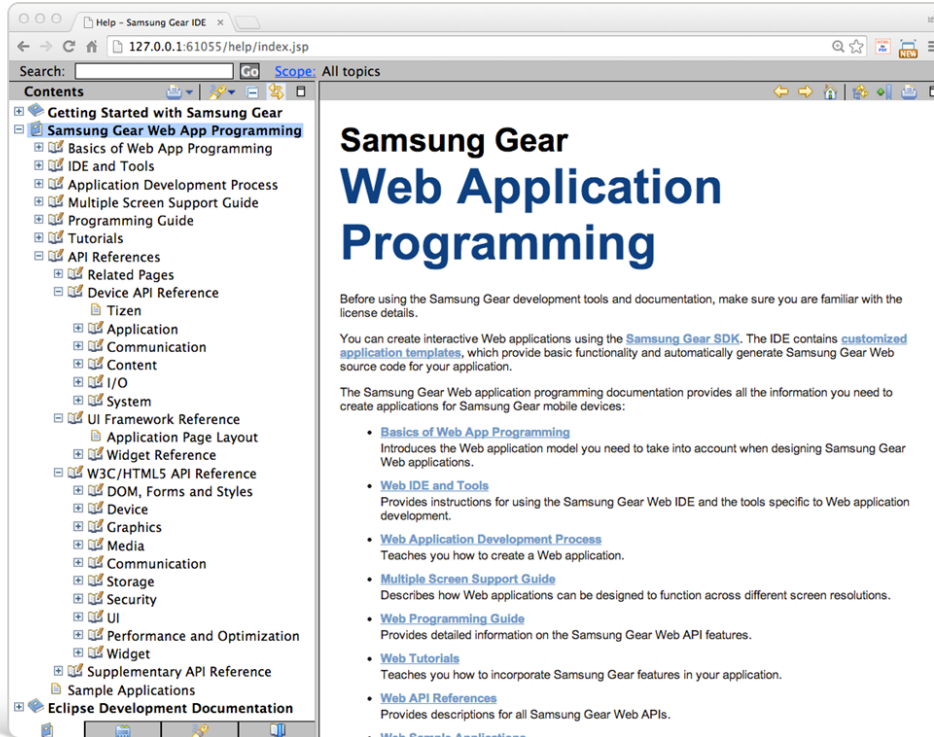 Help - Samsung Gear IDE ×
127.0.0.1:61055/help/index.jsp
NEW
Search: Go Scope: All topics
Contents
Getting Started with Samsung Gear
Samsung Gear Web App Programming
Basics of Web App Programming
IDE and Tools
Application Development Process
Multiple Screen Support Guide
Programming Guide
Tutorials
API References
Related Pages
Device API Reference
Tizen
Application
Communication
Content
I/O
System
UI Framework Reference
Application Page Layout
Widget Reference
W3C/HTML5 API Reference
DOM, Forms and Styles
Device
Graphics
Media
Communication
Storage
Security
UI
Performance and Optimization
Widget
Supplementary API Reference
Sample Applications
Eclipse Development Documentation
Samsung Gear
Web Application
Programming
Before using the Samsung Gear development tools and documentation, make sure you are familiar with the
license details.
You can create interactive Web applications using the Samsung Gear SDK. The IDE contains customized
application templates, which provide basic functionality and automatically generate Samsung Gear Web
source code for your application.
The Samsung Gear Web application programming documentation provides all the information you need to
create applications for Samsung Gear mobile devices:
• Basics of Web App Programming
Introduces the Web application model you need to take into account when designing Samsung Gear
Web applications.
• Web IDE and Tools
Provides instructions for using the Samsung Gear Web IDE and the tools specific to Web application
development.
• Web Application Development Process
Teaches you how to create a Web application.
• Multiple Screen Support Guide
Describes how Web applications can be designed to function across different screen resolutions.
• Web Programming Guide
Provides detailed information on the Samsung Gear Web API features.
• Web Tutorials
Teaches you how to incorporate Samsung Gear features in your application.
• Web API References
Provides descriptions for all Samsung Gear Web APIs.
• Web Sample Applications